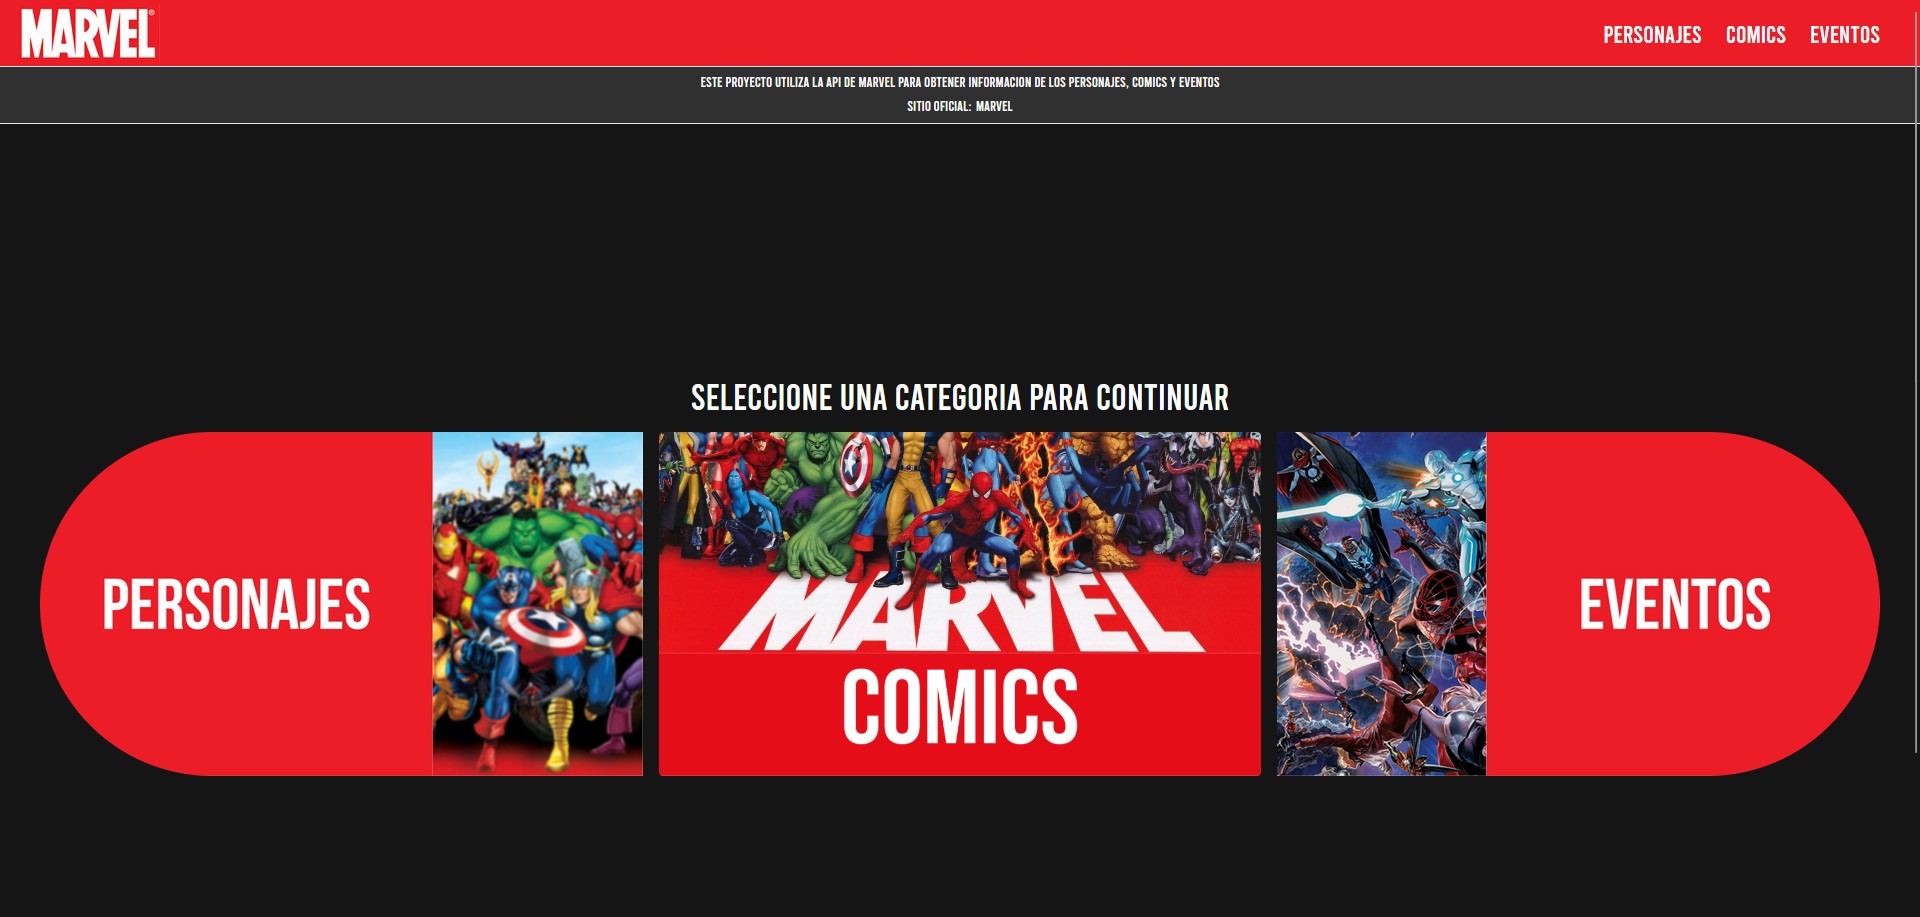 MARVEL®
PERSONAJES COMICS EVENTOS
ESTE PROYECTO UTILIZA LA API DE MARVEL PARA OBTENER INFORMACION DE LOS PERSONAJES, COMICS Y EVENTOS
SITIO OFICIAL: MARVEL
SELECCIONE UNA CATEGORIA PARA CONTINUAR
PERSONAJES
MARVEL
COMICS
EVENTOS